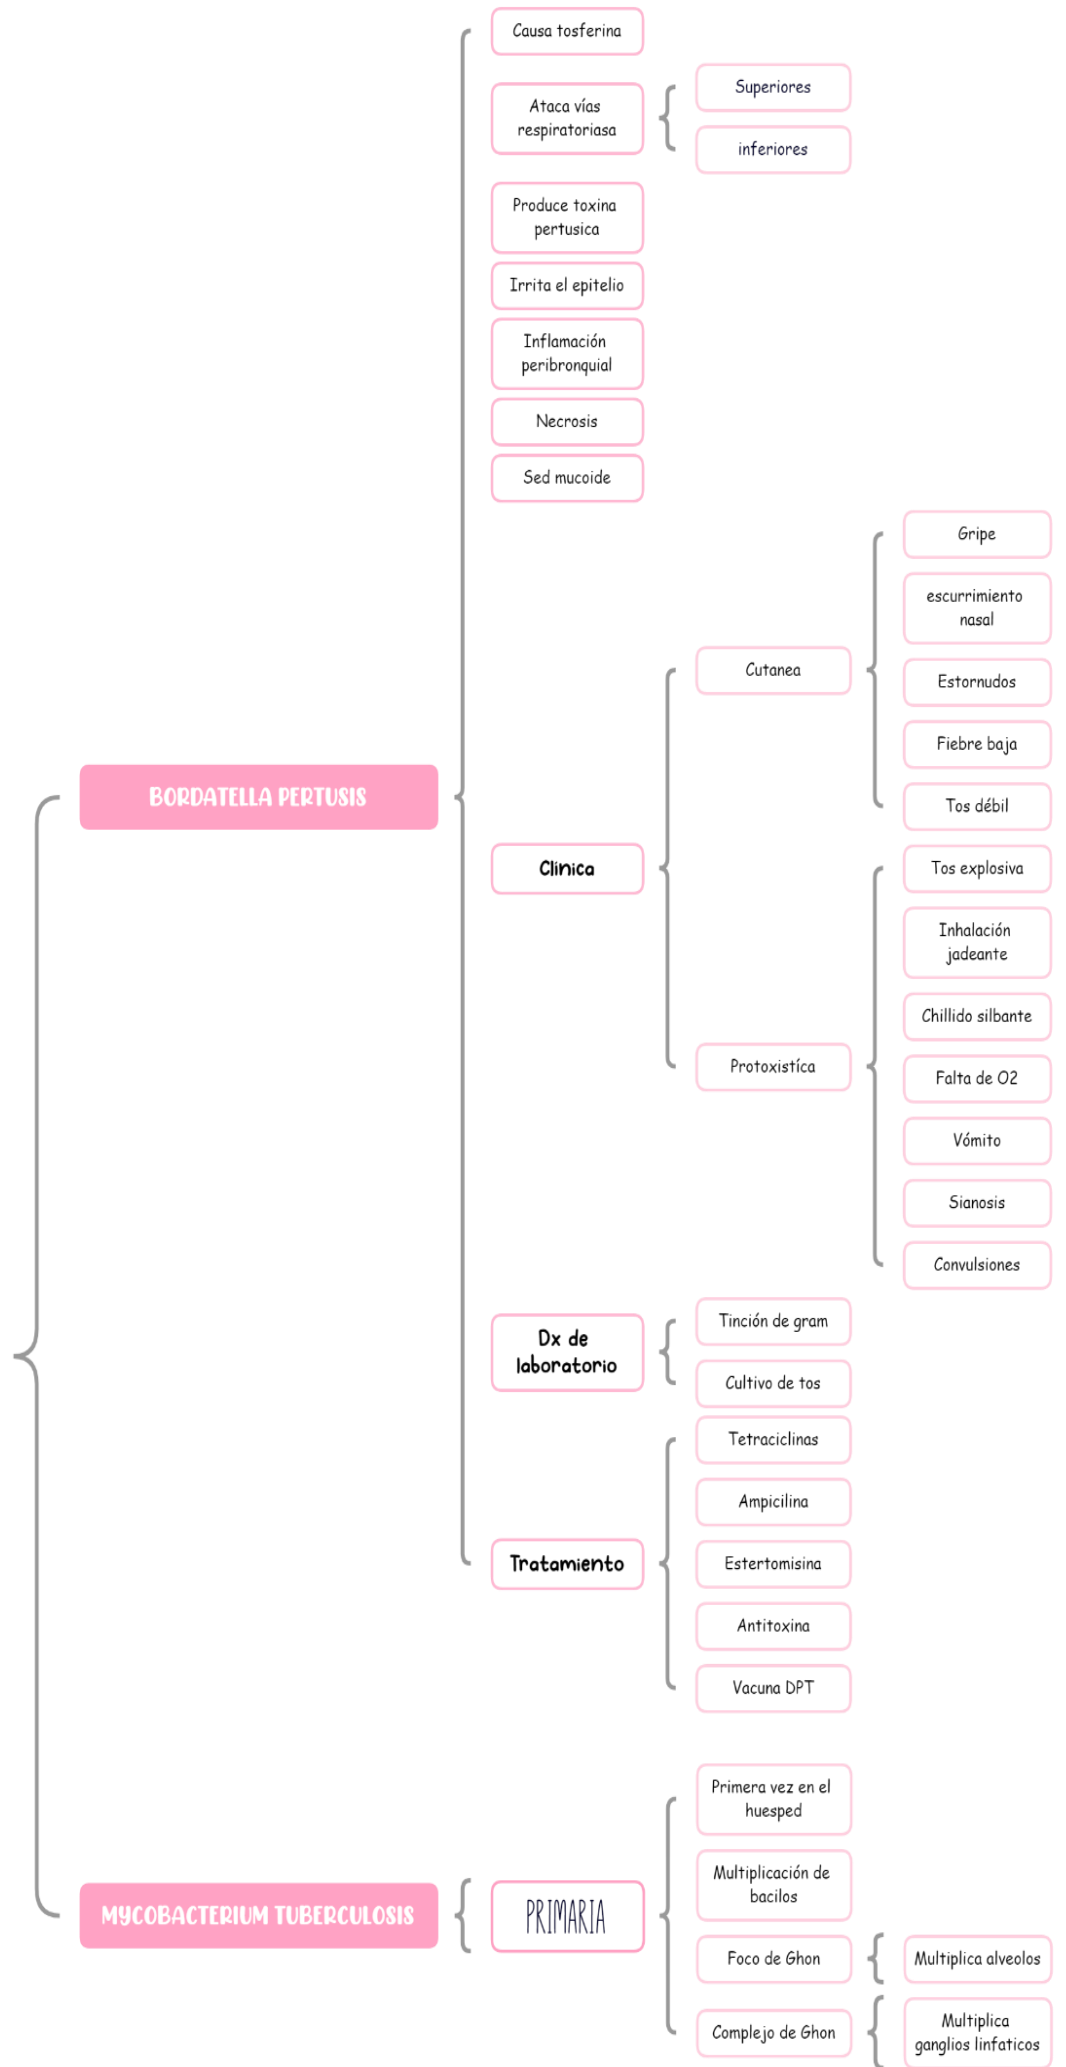 Causa tosferina
Ataca vías
respiratoriasa
Superiores
inferiores
Produce toxina
pertusica
Irrita el epitelio
Inflamación
peribronquial
Necrosis
Sed mucoide
BORDATELLA PERTUSIS
Clínica
Cutanea
Gripe
escurrimiento
nasal
Estornudos
Fiebre baja
Tos débil
Protoxistíca
Tos explosiva
Inhalación
jadeante
Chillido silbante
Falta de O2
Vómito
Sianosis
Convulsiones
Dx de
laboratorio
Tinción de gram
Cultivo de tos
Tratamiento
Tetraciclinas
Ampicilina
Estertomisina
Antitoxina
Vacuna DPT
MYCOBACTERIUM TUBERCULOSIS
PRIMARIA
Primera vez en el
huesped
Multiplicación de
bacilos
Foco de Ghon
Multiplica alveolos
Complejo de Ghon
Multiplica
ganglios linfaticos